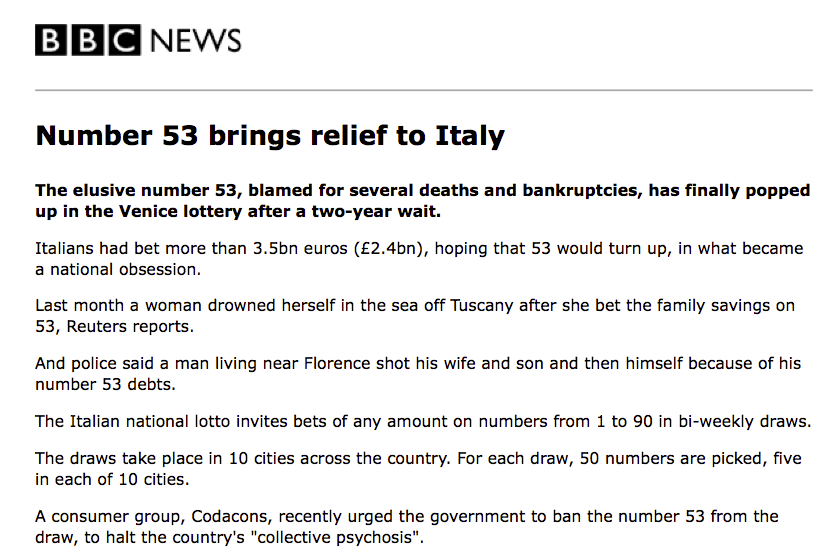 BBC NEWS
Number 53 brings relief to Italy
The elusive number 53, blamed for several deaths and bankruptcies, has finally popped
up in the Venice lottery after a two-year wait.
Italians had bet more than 3.5bn euros (£2.4bn), hoping that 53 would turn up, in what became
a national obsession.
Last month a woman drowned herself in the sea off Tuscany after she bet the family savings on
53, Reuters reports.
And police said a man living near Florence shot his wife and son and then himself because of his
number 53 debts.
The Italian national lotto invites bets of any amount on numbers from 1 to 90 in bi-weekly draws.
The draws take place in 10 cities across the country. For each draw, 50 numbers are picked, five
in each of 10 cities.
A consumer group, Codacons, recently urged the government to ban the number 53 from the
draw, to halt the country's "collective psychosis".